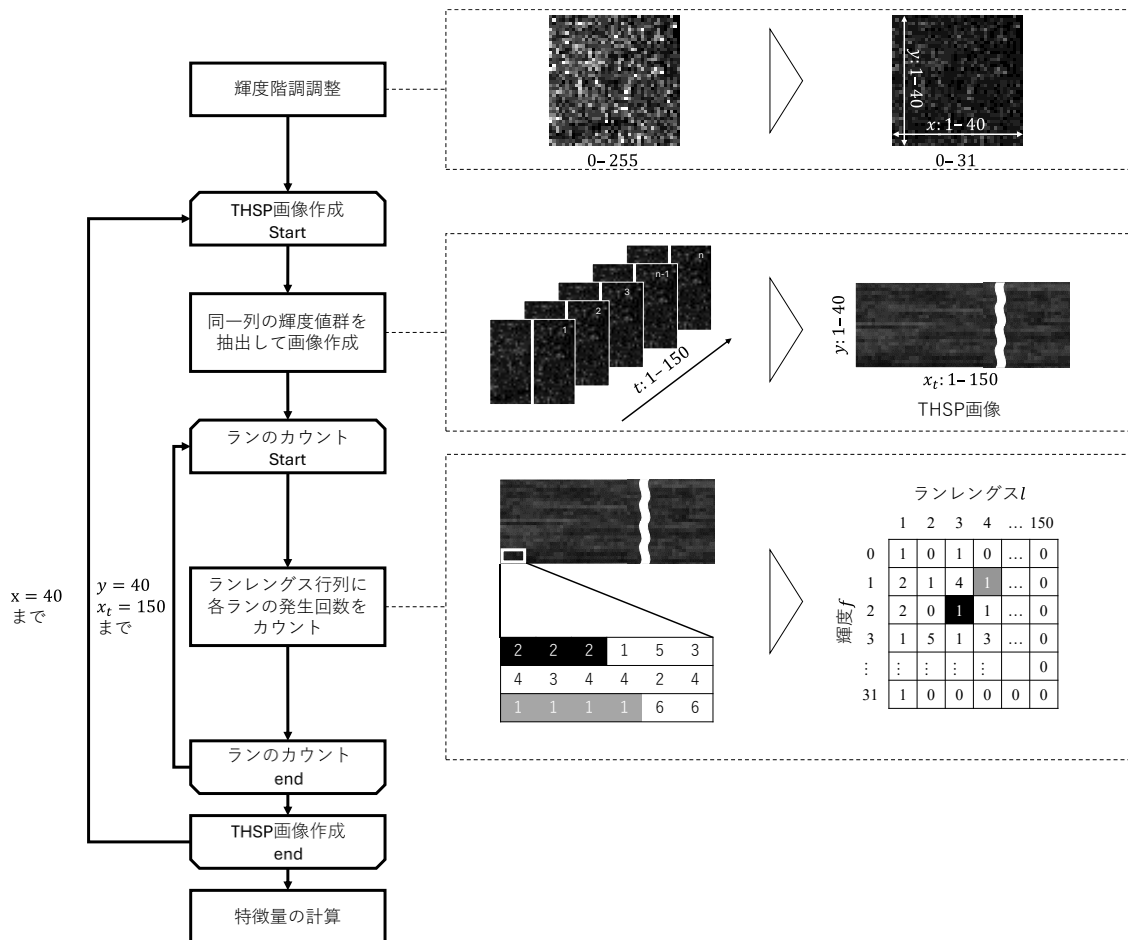 輝度階調調整
THSP画像作成
Start
同一列の輝度値群を
抽出して画像作成
ランのカウント
Start
ランレングス行列に
各ランの発生回数を
カウント
ランのカウント
end
THSP画像作成
end
特徴量の計算
x = 40
まで
y = 40
x_t = 150
まで
0– 255
y: 1– 40
x: 1– 40
0– 31
1
2
3
n-1
n
t: 1– 150
y: 1– 40
x_t: 1– 150
THSP画像
2 2 2 1 5 3
4 3 4 4 2 4
1 1 1 1 6 6
ランレングスl
輝度f
1 2 3 4 … 150
0 1 0 1 0 … 0
1 2 1 4 1 … 0
2 2 0 1 1 … 0
3 1 5 1 3 … 0
⋮ ⋮ ⋮ ⋮ ⋮ 0
31 1 0 0 0 0 0